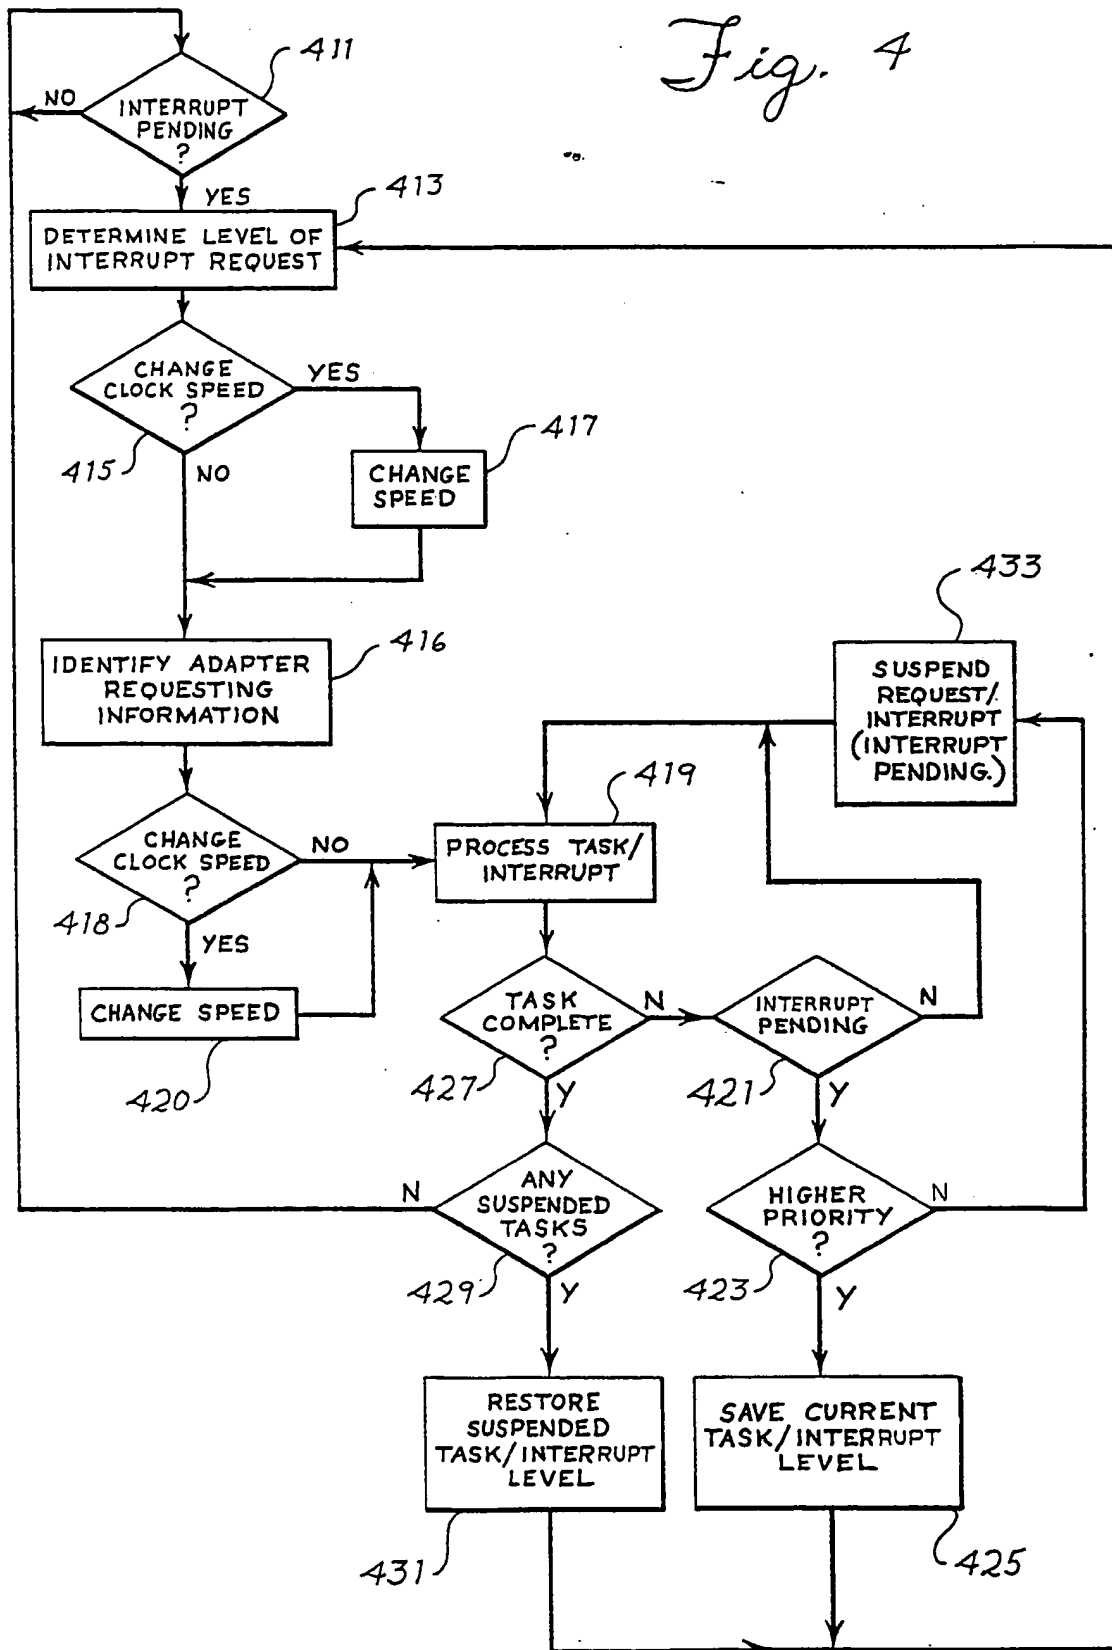 Fig. 4
411
NO
INTERRUPT
PENDING
?
YES
413
DETERMINE LEVEL OF
INTERRUPT REQUEST
CHANGE
CLOCK SPEED
?
YES
415
NO
417
CHANGE
SPEED
416
IDENTIFY ADAPTER
REQUESTING
INFORMATION
433
SUSPEND
REQUEST/
INTERRUPT
(INTERRUPT
PENDING.)
419
PROCESS TASK/
INTERRUPT
CHANGE
CLOCK SPEED
?
NO
418
YES
CHANGE SPEED
420
TASK
COMPLETE
?
N
427
Y
INTERRUPT
PENDING
N
421
Y
ANY
SUSPENDED
TASKS
?
N
429
Y
HIGHER
PRIORITY
?
N
423
Y
RESTORE
SUSPENDED
TASK/INTERRUPT
LEVEL
431
SAVE CURRENT
TASK/INTERRUPT
LEVEL
425